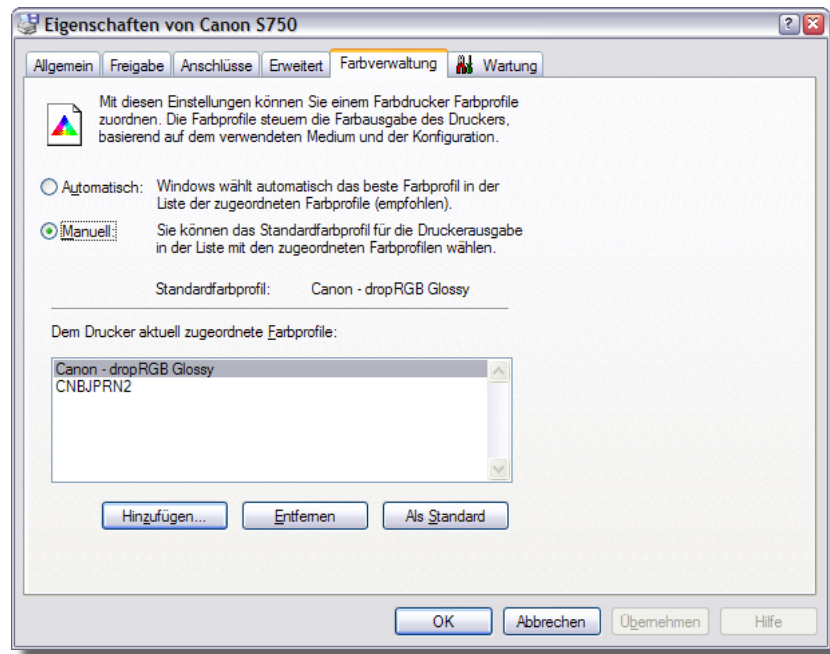 Eigenschaften von Canon S750
?
Allgemein Freigabe Anschlüsse Erweitert Farbverwaltung Wartung
Mit diesen Einstellungen können Sie einem Farbdrucker Farbprofile
zuordnen. Die Farbprofile steuern die Farbausgabe des Druckers,
basierend auf dem verwendeten Medium und der Konfiguration.
Automatisch: Windows wählt automatisch das beste Farbprofil in der
Liste der zugeordneten Farbprofile (empfohlen).
Manuell: Sie können das Standardfarbprofil für die Druckerausgabe
in der Liste mit den zugeordneten Farbprofilen wählen.
Standardfarbprofil: Canon - dropRGB Glossy
Dem Drucker aktuell zugeordnete Farbprofile:
Canon - dropRGB Glossy
CNBJPRN2
Hinzufügen... Entfernen Als Standard
OK Abbrechen Übernehmen Hilfe